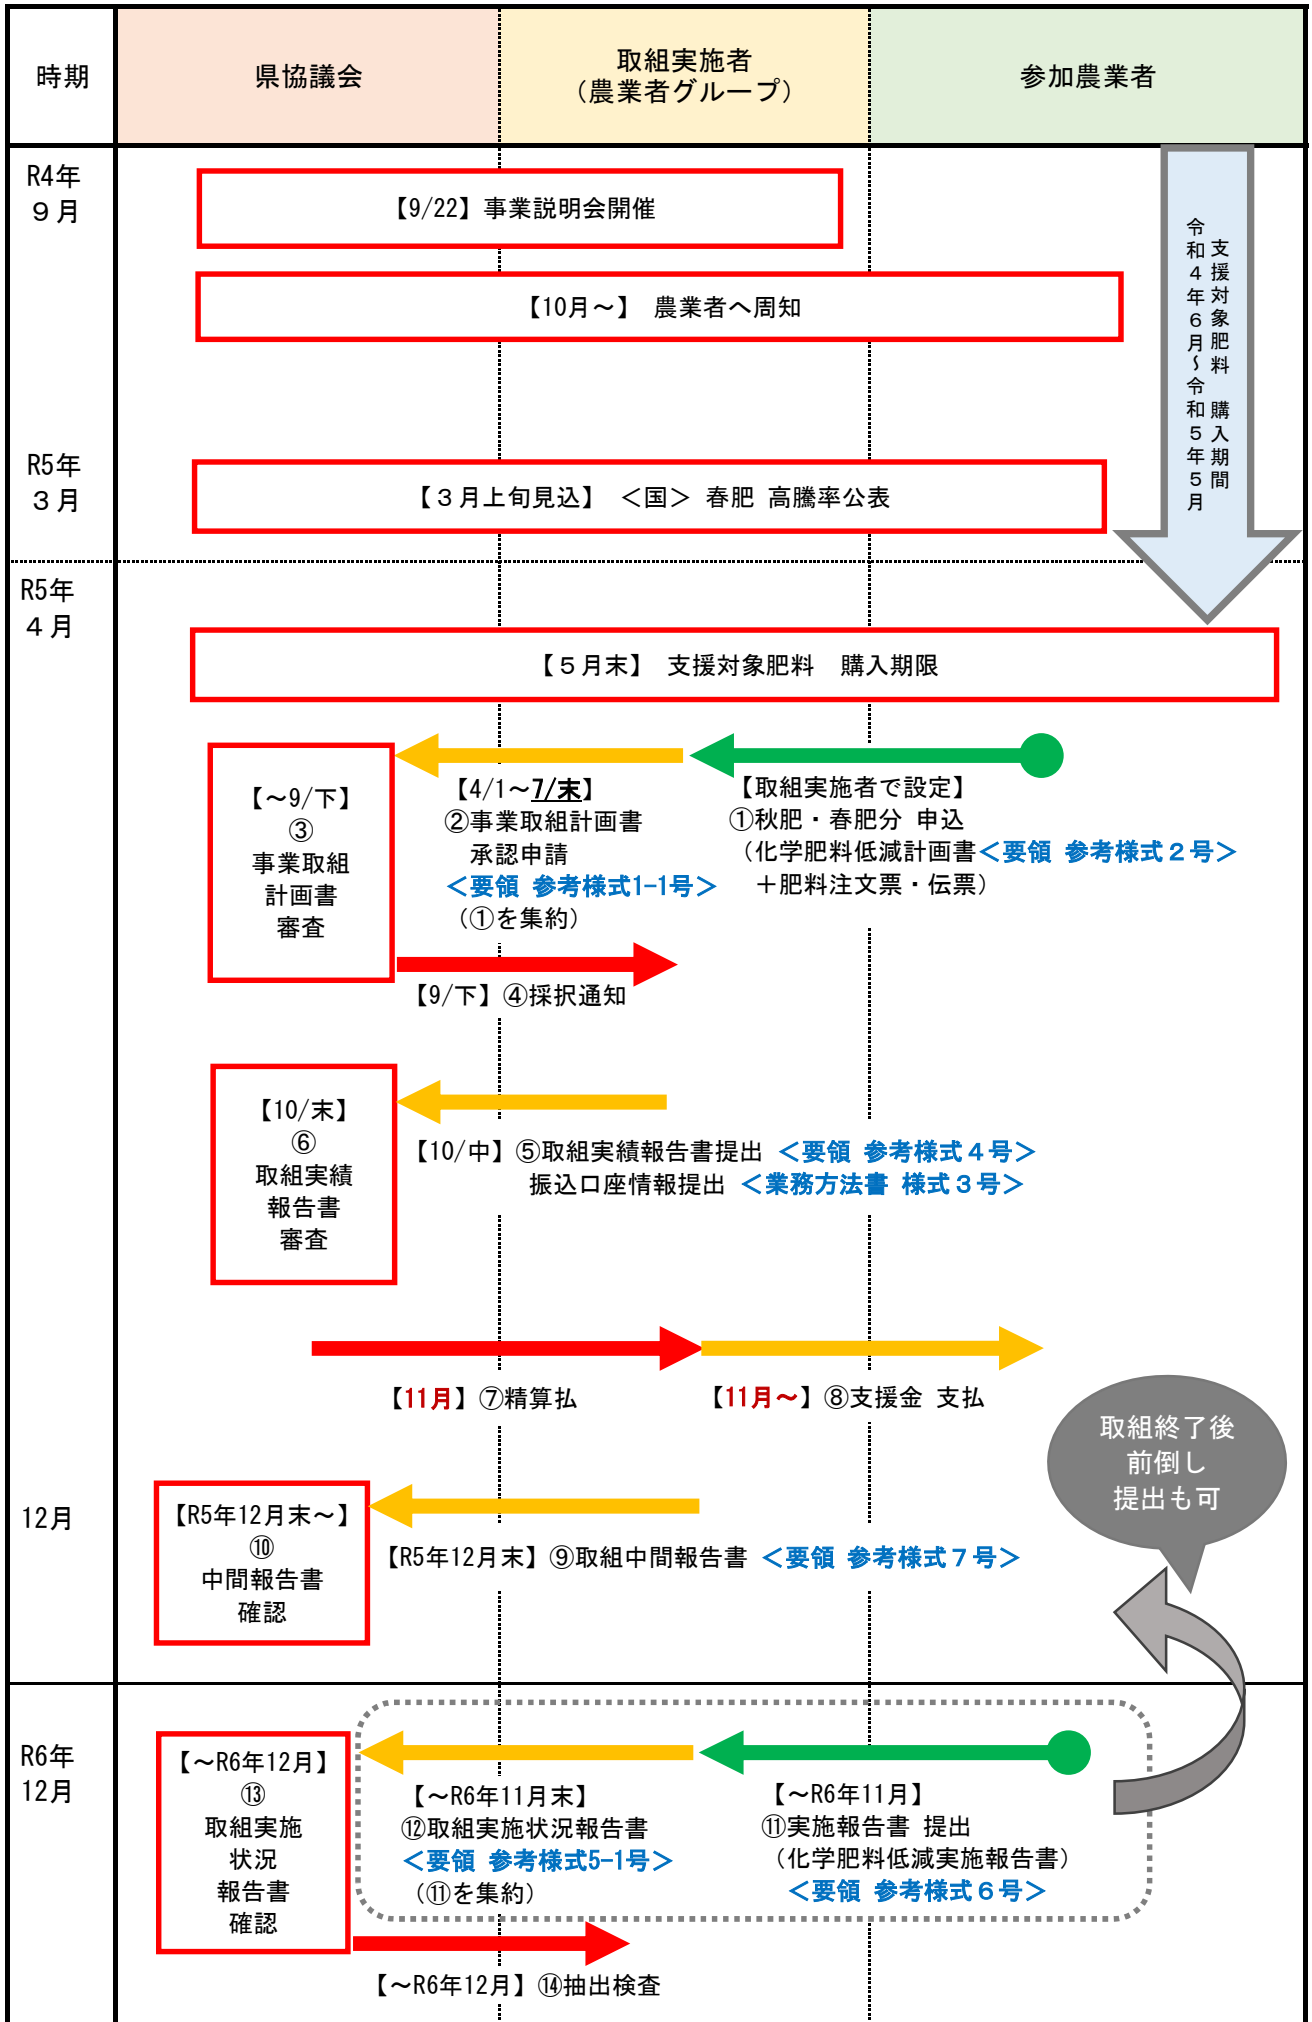 時期
県協議会
取組実施者
（農業者グループ）
参加農業者
R4年
９月
【9/22】事業説明会開催
【10月～】 農業者へ周知
支援対象肥料　購入期間
令和４年６月～令和５年５月
R5年
３月
【３月上旬見込】 ＜国＞ 春肥 高騰率公表
R5年
４月
【５月末】 支援対象肥料　購入期限
【～9/下】
③
事業取組
計画書
審査
【4/1～7/末】
②事業取組計画書
承認申請
＜要領 参考様式1-1号＞
（①を集約）
【取組実施者で設定】
①秋肥・春肥分 申込
（化学肥料低減計画書＜要領 参考様式２号＞
＋肥料注文票・伝票）
【9/下】④採択通知
【10/末】
⑥
取組実績
報告書
審査
【10/中】⑤取組実績報告書提出 ＜要領 参考様式４号＞
振込口座情報提出 ＜業務方法書 様式３号＞
【11月】⑦精算払
【11月～】⑧支援金 支払
取組終了後
前倒し
提出も可
12月
【R5年12月末～】
⑩
中間報告書
確認
【R5年12月末】⑨取組中間報告書 ＜要領 参考様式７号＞
R6年
12月
【～R6年12月】
⑬
取組実施
状況
報告書
確認
【～R6年11月末】
⑫取組実施状況報告書
＜要領 参考様式5-1号＞
（⑪を集約）
【～R6年11月】
⑪実施報告書 提出
（化学肥料低減実施報告書）
＜要領 参考様式６号＞
【～R6年12月】⑭抽出検査